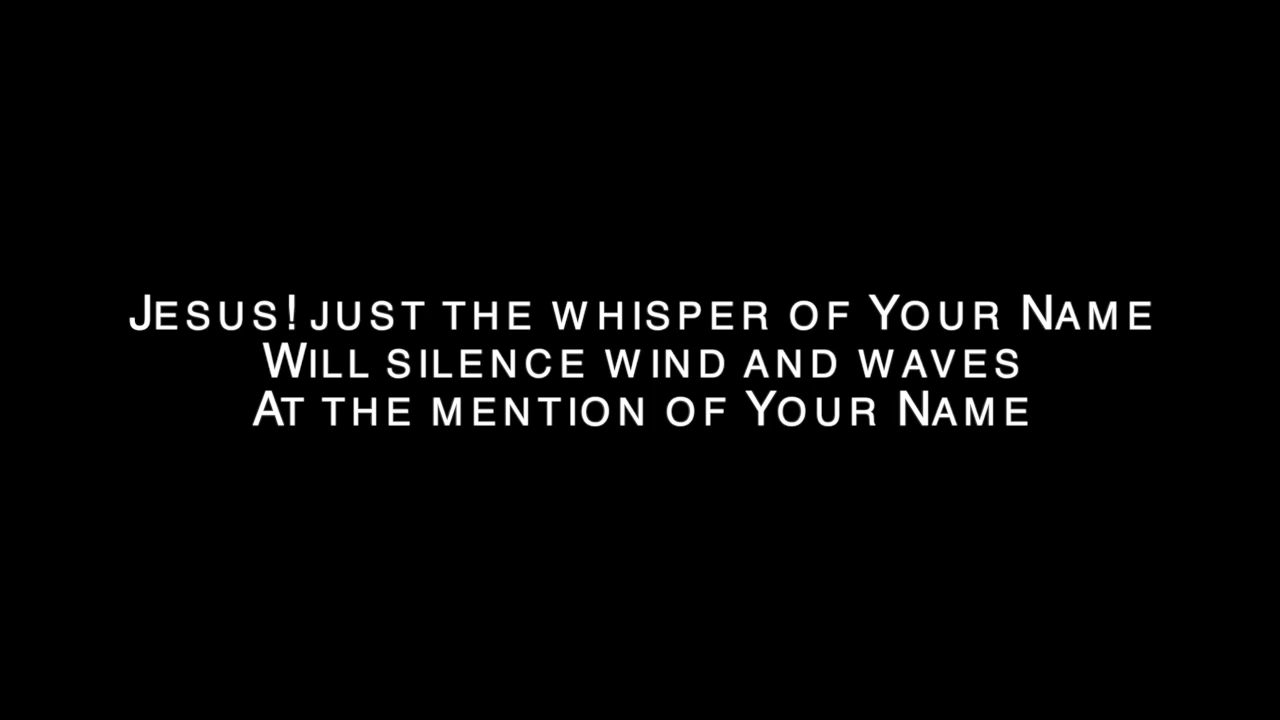 Jesus! just the whisper of Your Name
Will silence wind and waves
At the mention of Your Name